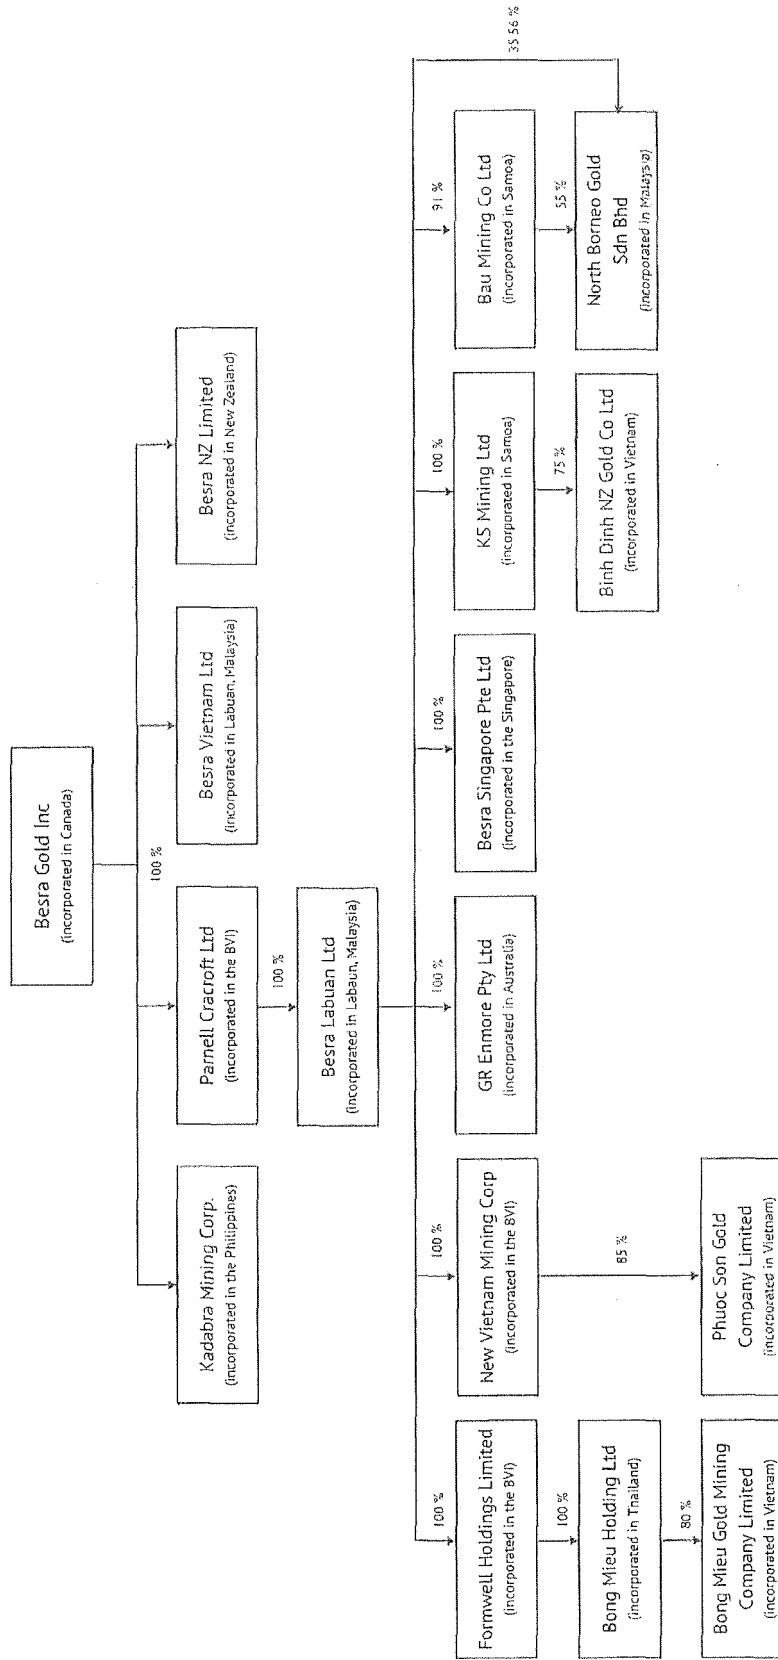 Besra Gold Inc
(incorporated in Canada)
100 %
Kadabra Mining Corp.
(incorporated in the Philippines)
Parnell Cracroft Ltd
(incorporated in the BVI)
Besra Vietnam Ltd
(incorporated in Labuan, Malaysia)
Besra NZ Limited
(incorporated in New Zealand)
100 %
Besra Labuan Ltd
(incorporated in Labaun, Malaysia)
100 %
100 %
100 %
100 %
100 %
91 %
35 56 %
Formwell Holdings Limited
(incorporated in the BVI)
New Vietnam Mining Corp
(incorporated in the BVI)
GR Enmore Pty Ltd
(incorporated in Australia)
Besra Singapore Pte Ltd
(incorporated in the Singapore)
KS Mining Ltd
(incorporated in Samoa)
Bau Mining Co Ltd
(incorporated in Samoa)
100 %
85 %
75 %
55 %
Bong Mieu Holding Ltd
(incorporated in Thailand)
Binh Dinh NZ Gold Co Ltd
(incorporated in Vietnam)
North Borneo Gold
Sdn Bhd
(incorporated in Malaysia)
80 %
Bong Mieu Gold Mining
Company Limited
(incorporated in Vietnam)
Phuoc Son Gold
Company Limited
(incorporated in Vietnam)